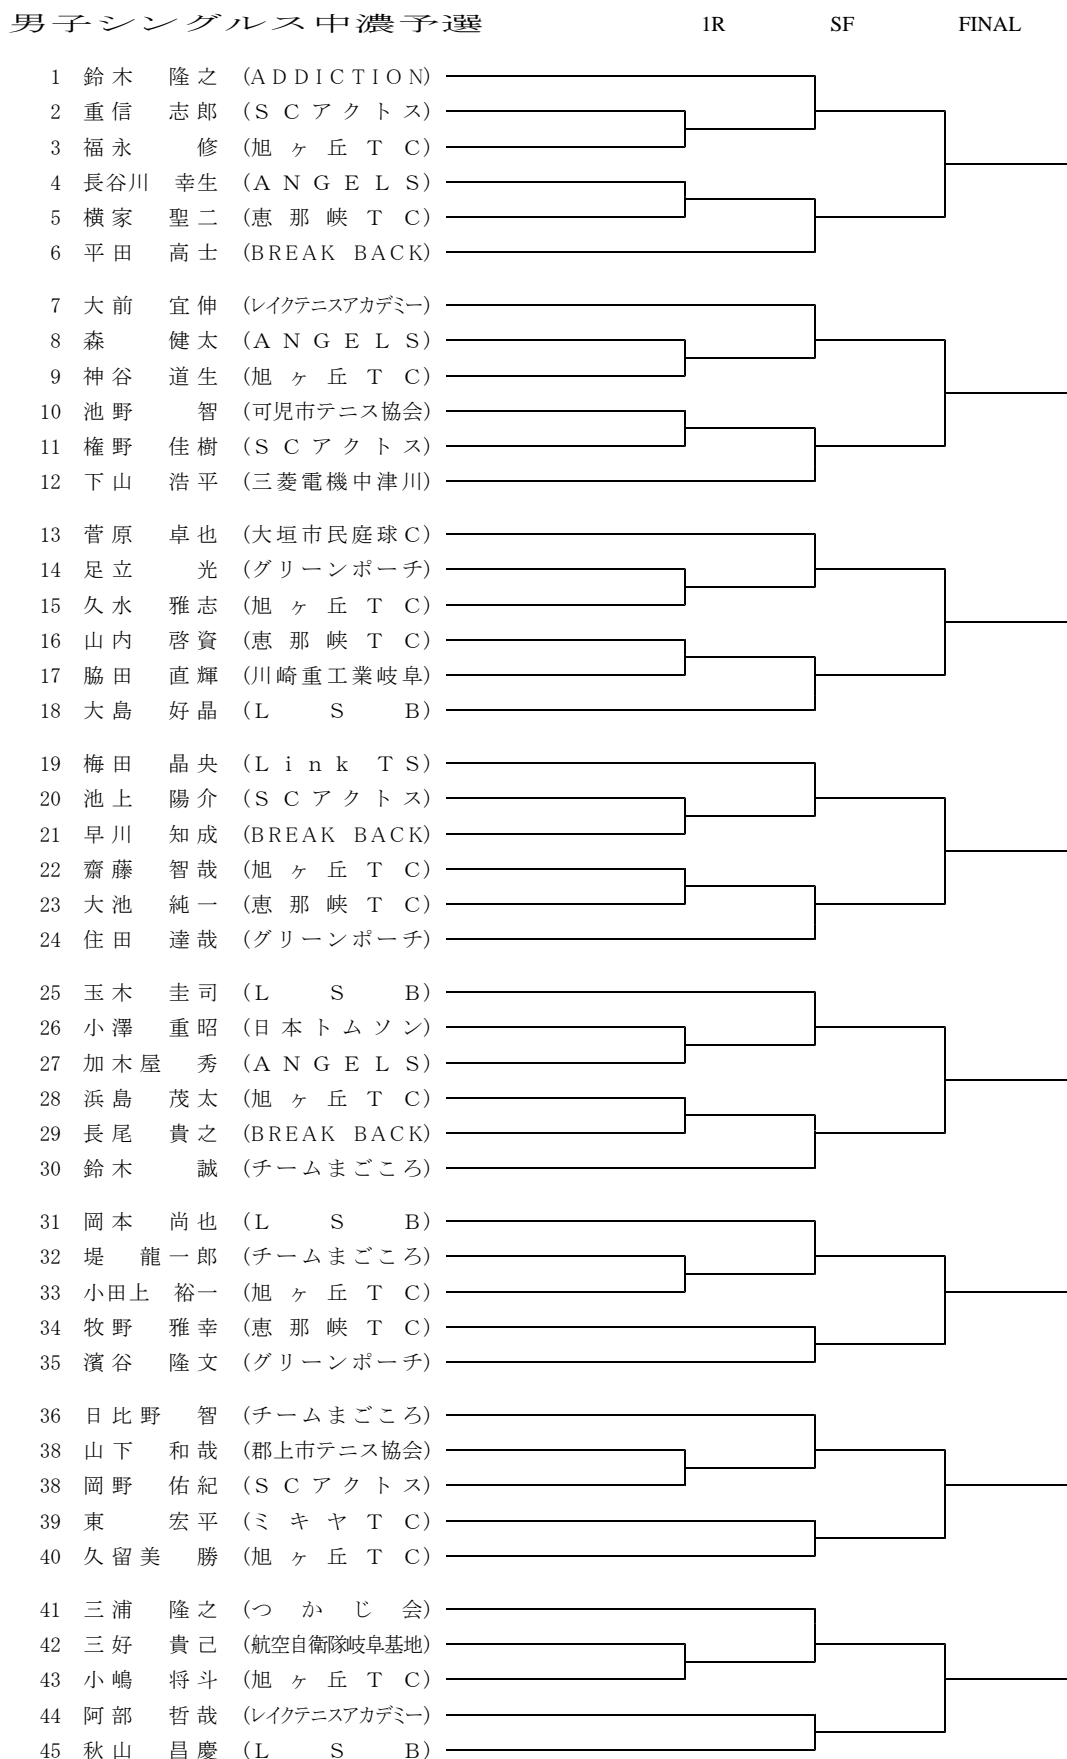 男子シングルス中濃予選 1R SF FINAL
1 鈴木 隆之 (ADDICTION)
2 重信 志郎 (SCアクトス)
3 福永 修 (旭ヶ丘TC)
4 長谷川 幸生 (ANGELS)
5 横家 聖二 (恵那峡TC)
6 平田 高士 (BREAK BACK)
7 大前 宜伸 (レイクテニスアカデミー)
8 森 健太 (ANGELS)
9 神谷 道生 (旭ヶ丘TC)
10 池野 智 (可児市テニス協会)
11 権野 佳樹 (SCアクトス)
12 下山 浩平 (三菱電機中津川)
13 菅原 卓也 (大垣市民庭球C)
14 足立 光 (グリーンポーチ)
15 久水 雅志 (旭ヶ丘TC)
16 山内 啓資 (恵那峡TC)
17 脇田 直輝 (川崎重工業岐阜)
18 大島 好晶 (LSB)
19 梅田 晶央 (Link TS)
20 池上 陽介 (SCアクトス)
21 早川 知成 (BREAK BACK)
22 齋藤 智哉 (旭ヶ丘TC)
23 大池 純一 (恵那峡TC)
24 住田 達哉 (グリーンポーチ)
25 玉木 圭司 (LSB)
26 小澤 重昭 (日本トムソン)
27 加木屋 秀 (ANGELS)
28 浜島 茂太 (旭ヶ丘TC)
29 長尾 貴之 (BREAK BACK)
30 鈴木 誠 (チームまごころ)
31 岡本 尚也 (LSB)
32 堤 龍一郎 (チームまごころ)
33 小田上 裕一 (旭ヶ丘TC)
34 牧野 雅幸 (恵那峡TC)
35 濱谷 隆文 (グリーンポーチ)
36 日比野 智 (チームまごころ)
38 山下 和哉 (郡上市テニス協会)
38 岡野 佑紀 (SCアクトス)
39 東 宏平 (ミキヤTC)
40 久留美 勝 (旭ヶ丘TC)
41 三浦 隆之 (つかじ会)
42 三好 貴己 (航空自衛隊岐阜基地)
43 小嶋 将斗 (旭ヶ丘TC)
44 阿部 哲哉 (レイクテニスアカデミー)
45 秋山 昌慶 (LSB)